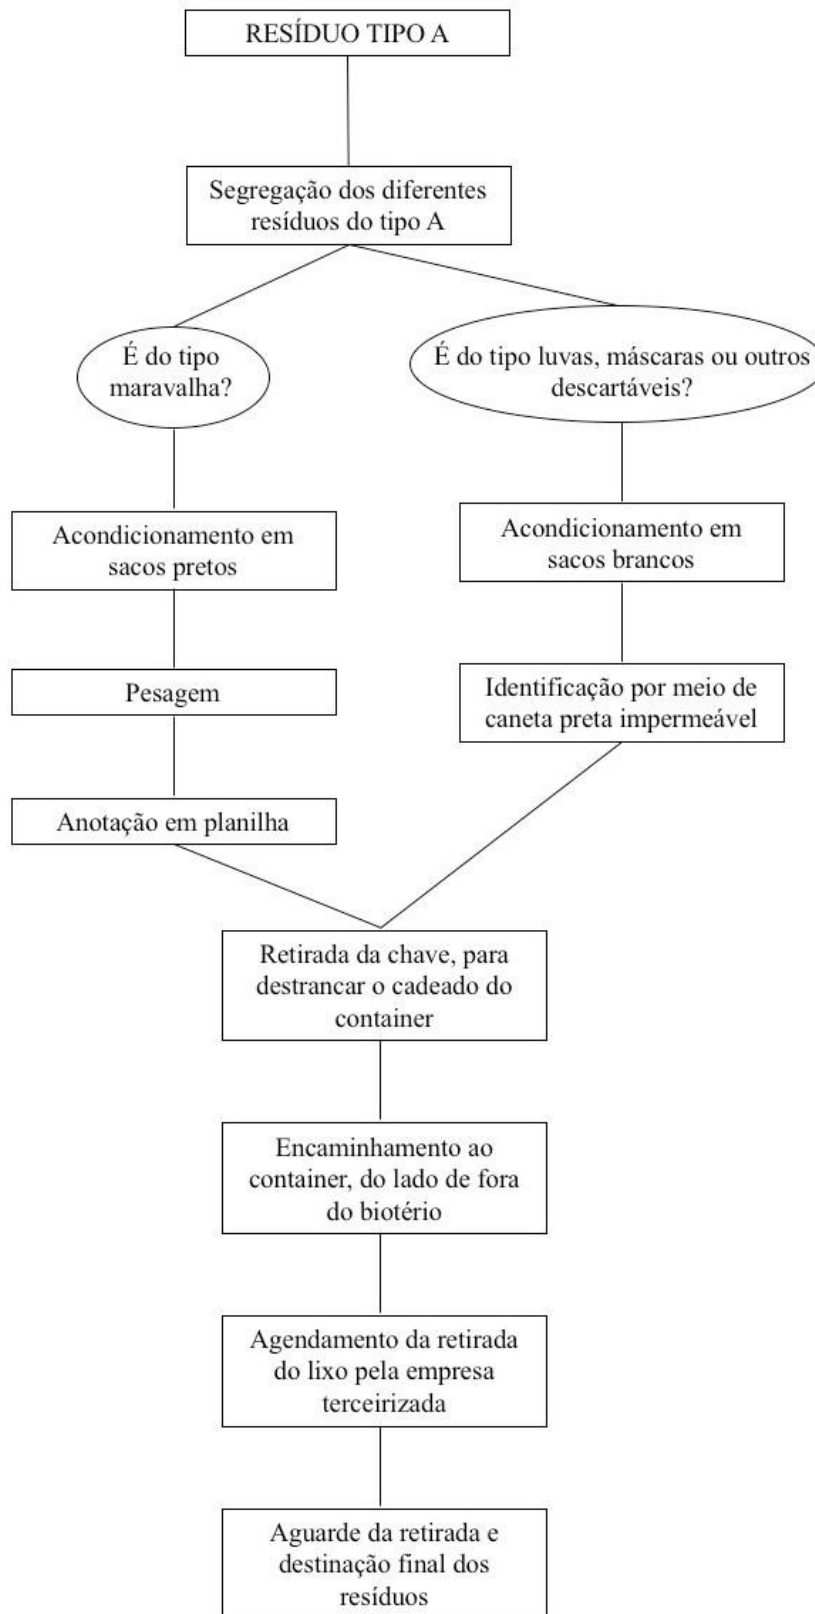 RESÍDUO TIPO A
Segregação dos diferentes
resíduos do tipo A
É do tipo
maravalha?
É do tipo luvas, máscaras ou outros
descartáveis?
Acondicionamento em
sacos pretos
Acondicionamento em
sacos brancos
Pesagem
Identificação por meio de
caneta preta impermeável
Anotação em planilha
Retirada da chave, para
destrancar o cadeado do
container
Encaminhamento ao
container, do lado de fora
do biotério
Agendamento da retirada
do lixo pela empresa
terceirizada
Aguarde da retirada e
destinação final dos
resíduos